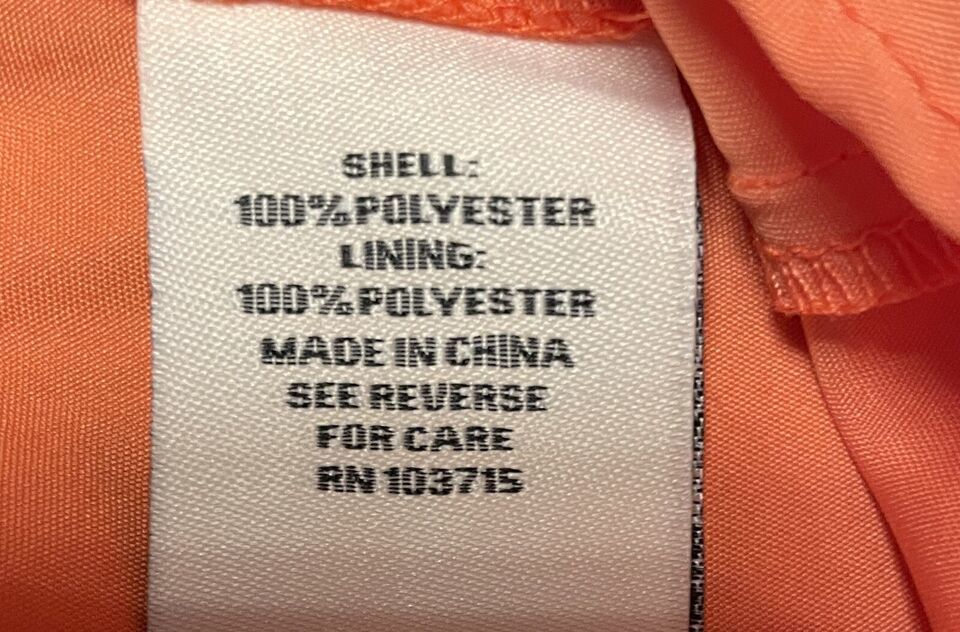 SHELL:
100% POLYESTER
LINING:
100% POLYESTER
MADE IN CHINA
SEE REVERSE
FOR CARE
RN 103715